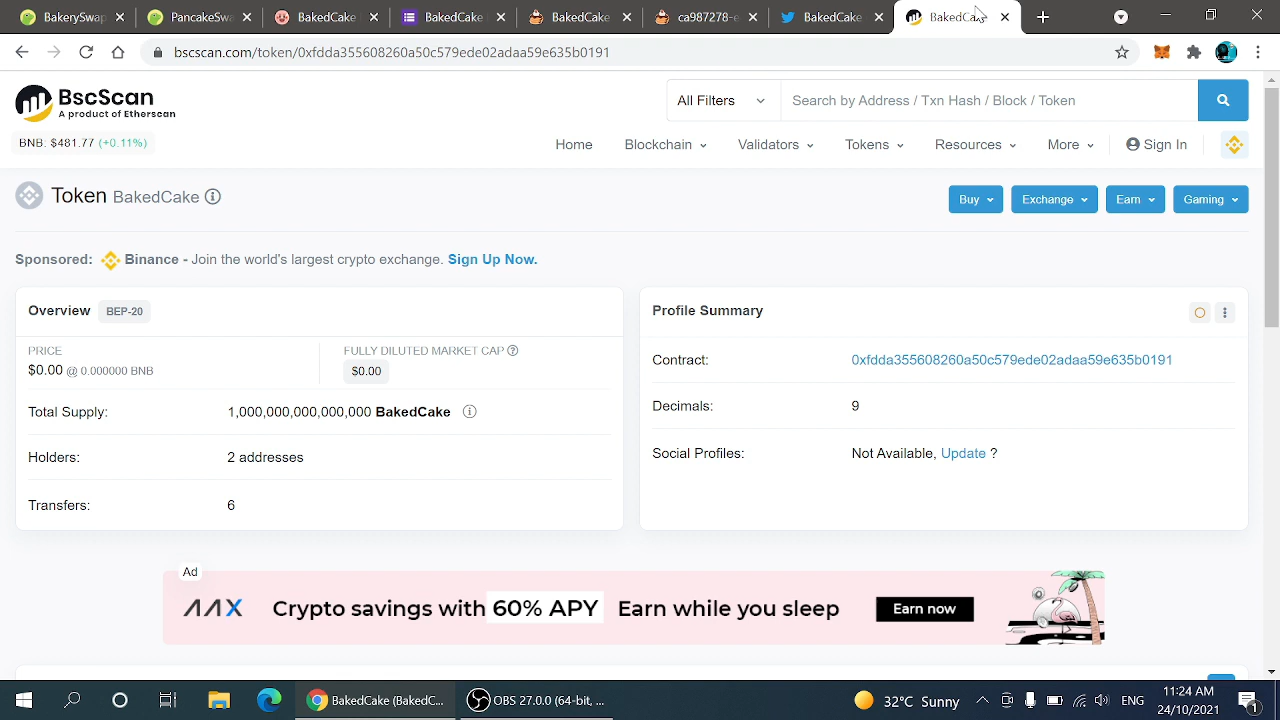 BakedCake
BakerySwap
BakedCake
BakedCake
BakedCake
ca98727b-e
BakedCake
BakedCak
bscscan.com/token/0xfdda355608260a50c579ede02adaa59e635b0191
BscScan
A product of Etherscan
All Filters
Search by Address / Txn Hash / Block / Token
BNB: $481.77 (+0.11%)
Home
Blockchain
Validators
Tokens
Resources
More
Sign In
Token BakedCake
Buy
Exchange
Earn
Gaming
Sponsored: Binance - Join the world's largest crypto exchange. Sign Up Now.
Overview BEP-20
PRICE
$0.00 @ 0.000000 BNB
FULLY DILUTED MARKET CAP
$0.00
Total Supply: 1,000,000,000,000,000 BakedCake
Holders: 2 addresses
Transfers: 6
Profile Summary
Contract: 0xfdda355608260a50c579ede02adaa59e635b0191
Decimals: 9
Social Profiles: Not Available, Update ?
Ad
AAX Crypto savings with 60% APY Earn while you sleep Earn now
BakedCake (BakedC...
OBS 27.0.0 (64-bit, ...
32°C Sunny
ENG
11:24 AM
24/10/2021
1